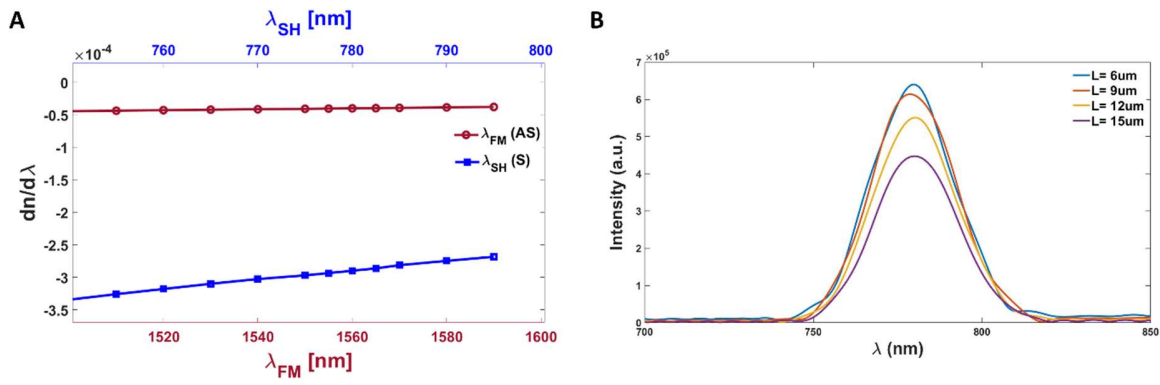 A
λSH [nm]
×10⁻⁴
760
770
780
790
800
0
-0.5
-1
-1.5
-2
-2.5
-3
-3.5
dn/dλ
λFM (AS)
λSH (S)
1520
1540
1560
1580
1600
λFM [nm]
B
×10⁵
7
6
5
4
3
2
1
0
Intensity (a.u.)
L= 6um
L= 9um
L= 12um
L= 15um
700
750
800
850
λ (nm)